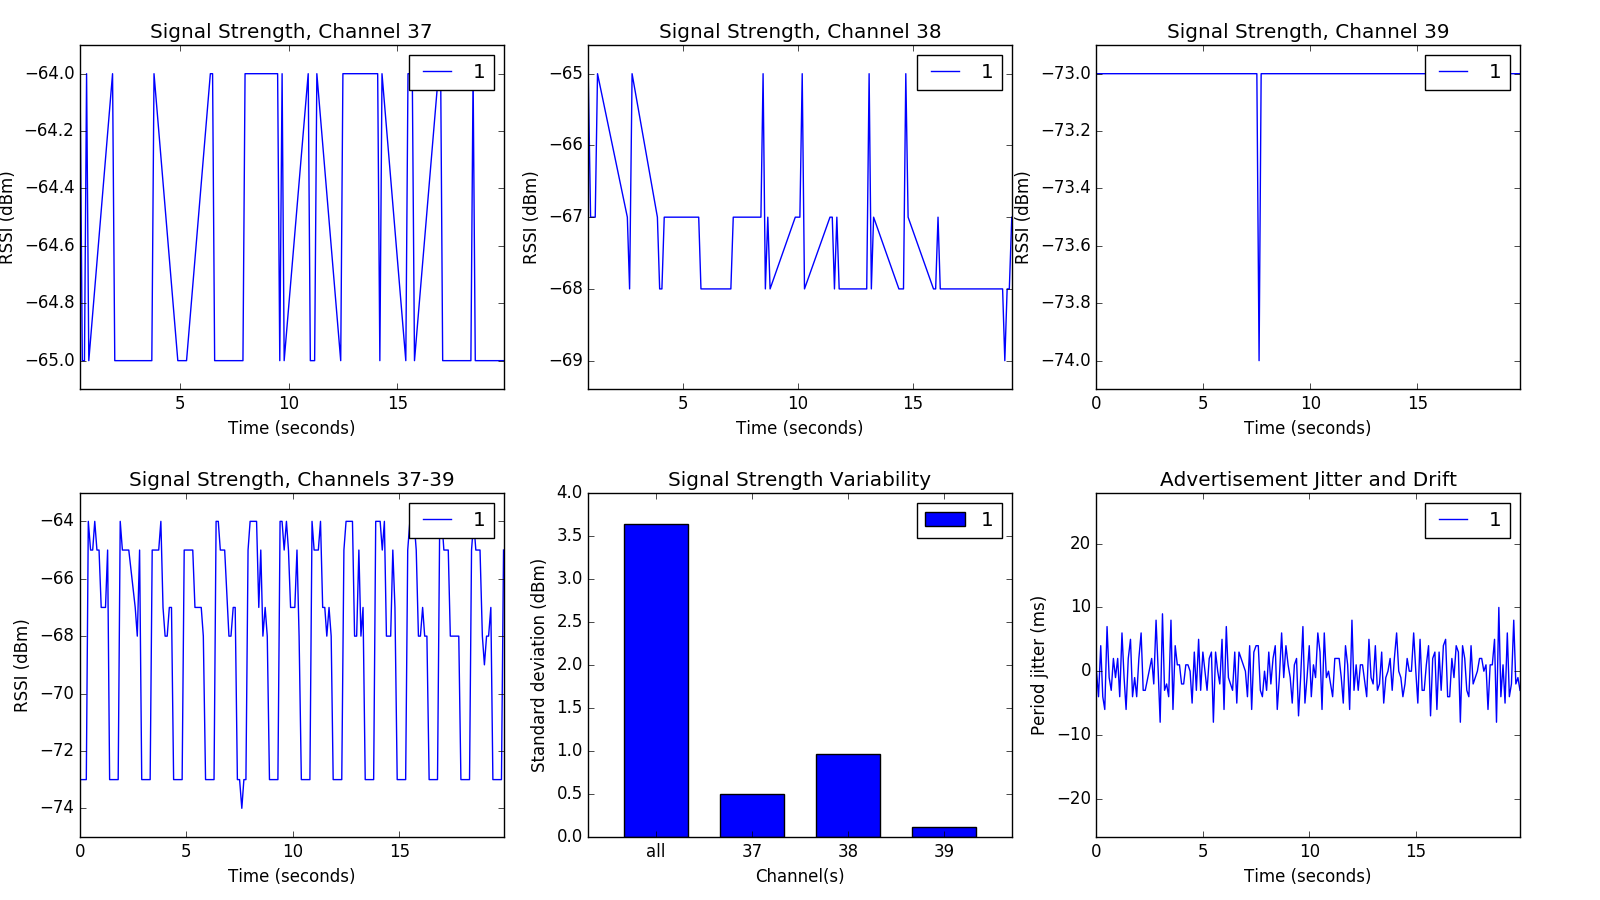 Signal Strength, Channel 37
1
−64.0
−64.2
−64.4
−64.6
−64.8
−65.0
RSSI (dBm)
5 10 15
Time (seconds)
Signal Strength, Channel 38
1
−65
−66
−67
−68
−69
RSSI (dBm)
5 10 15
Time (seconds)
Signal Strength, Channel 39
1
−73.0
−73.2
−73.4
−73.6
−73.8
−74.0
RSSI (dBm)
0 5 10 15
Time (seconds)
Signal Strength, Channels 37-39
1
−64
−66
−68
−70
−72
−74
RSSI (dBm)
0 5 10 15
Time (seconds)
Signal Strength Variability
1
4.0
3.5
3.0
2.5
2.0
1.5
1.0
0.5
0.0
Standard deviation (dBm)
all 37 38 39
Channel(s)
Advertisement Jitter and Drift
1
20
10
0
−10
−20
Period jitter (ms)
0 5 10 15
Time (seconds)